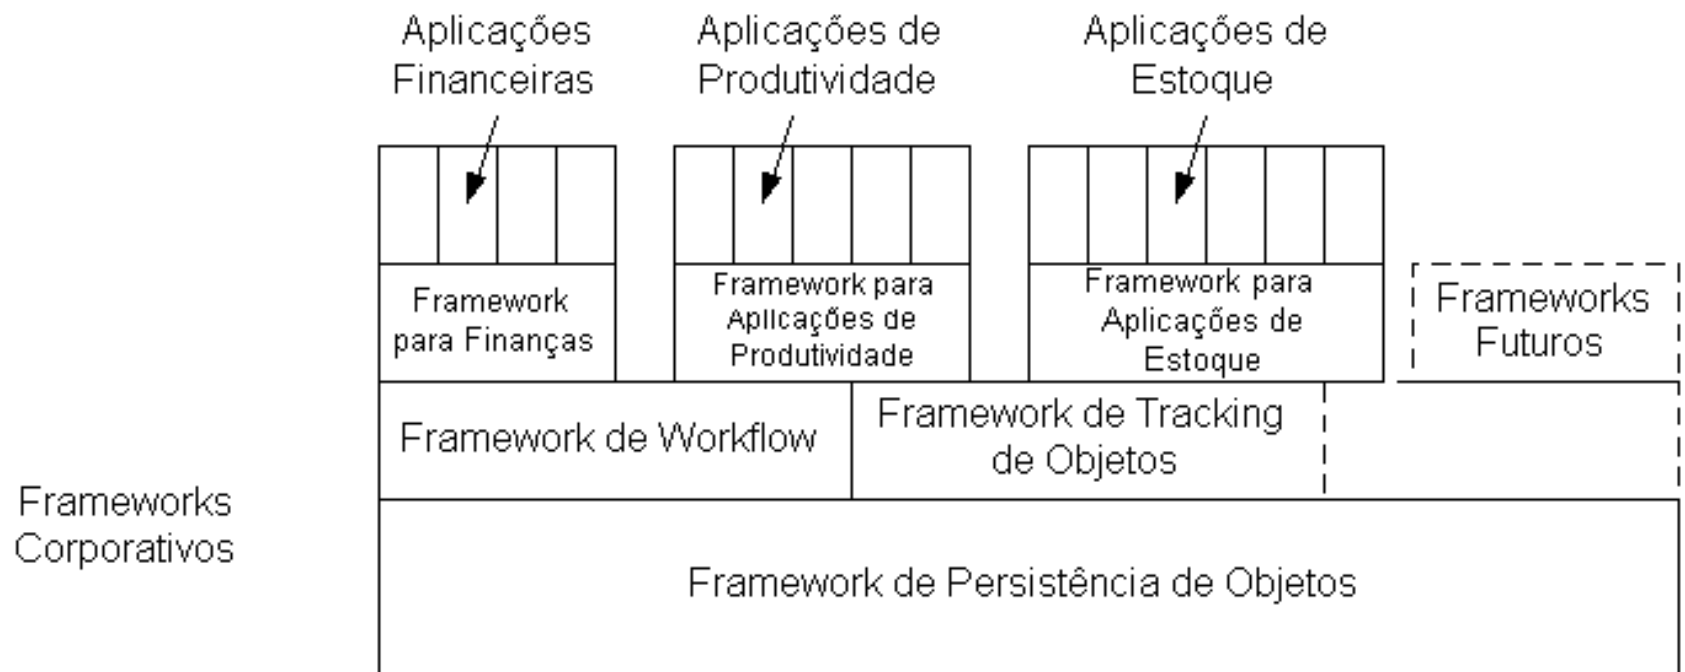 Aplicações
Financeiras
Aplicações de
Produtividade
Aplicações de
Estoque
Framework
para Finanças
Framework para
Aplicações de
Produtividade
Framework para
Aplicações de
Estoque
Frameworks
Futuros
Framework de Workflow
Framework de Tracking
de Objetos
Frameworks
Corporativos
Framework de Persistência de Objetos